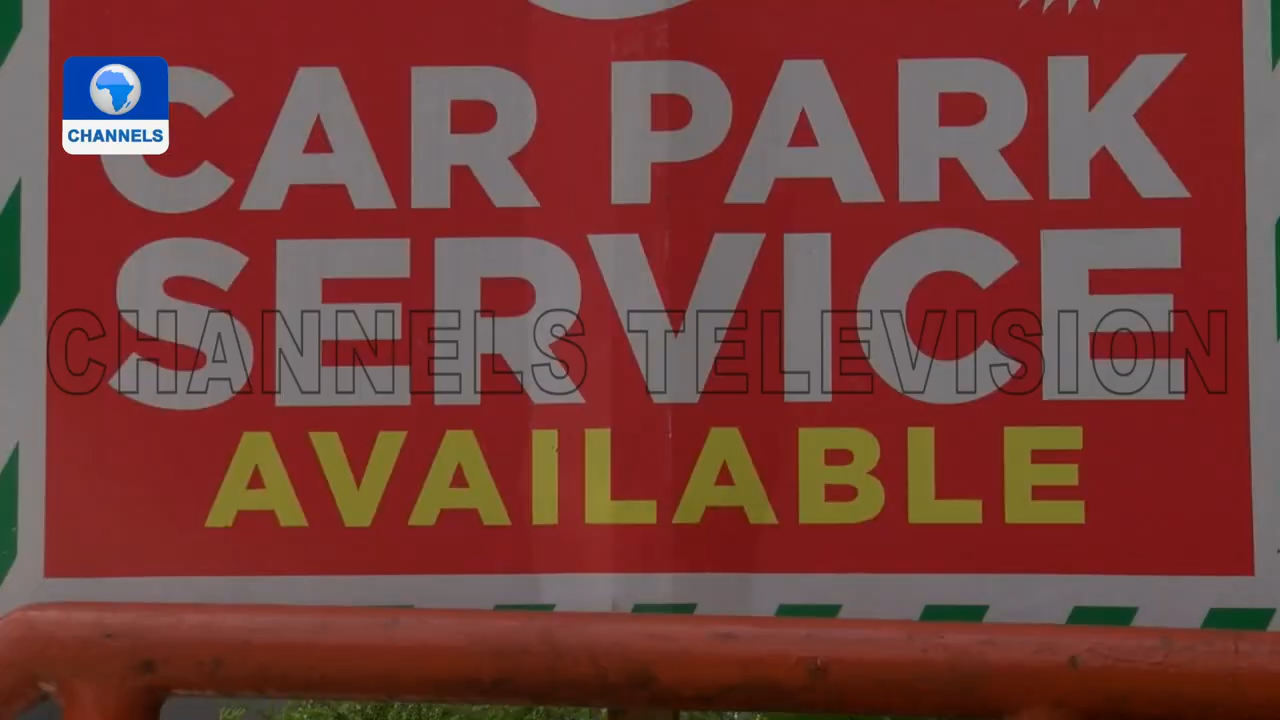 CHANNELS
CAR PARK
SERVICE
CHANNELS TELEVISION
AVAILABLE